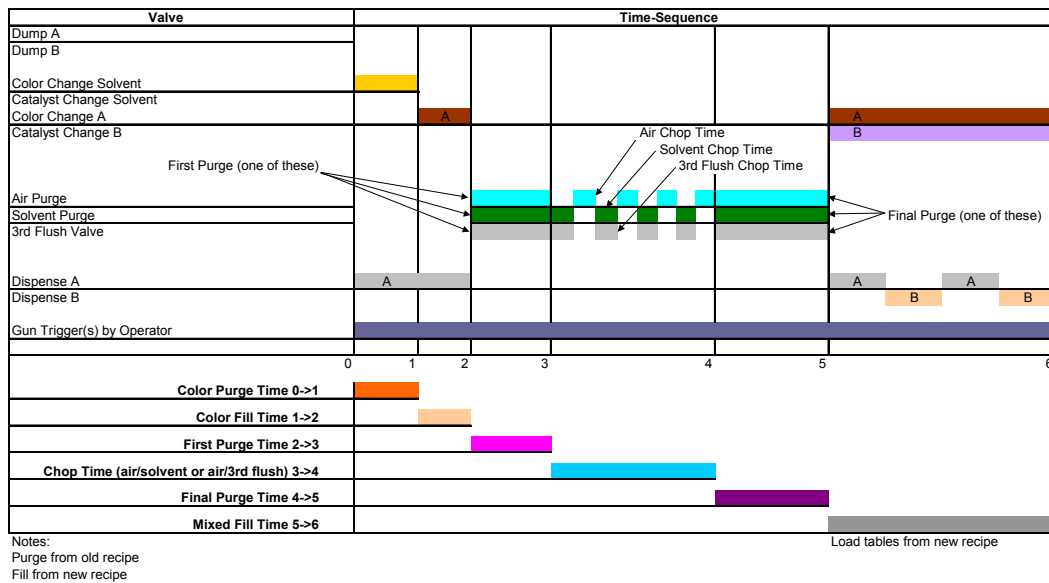 Valve Time-Sequence
Dump A
Dump B
Color Change Solvent
Catalyst Change Solvent
Color Change A A A
Catalyst Change B B
Air Chop Time
Solvent Chop Time
First Purge (one of these) 3rd Flush Chop Time
Air Purge
Solvent Purge Final Purge (one of these)
3rd Flush Valve
Dispense A A A A
Dispense B B B
Gun Trigger(s) by Operator
0 1 2 3 4 5 6
Color Purge Time 0->1
Color Fill Time 1->2
First Purge Time 2->3
Chop Time (air/solvent or air/3rd flush) 3->4
Final Purge Time 4->5
Mixed Fill Time 5->6
Notes: Load tables from new recipe
Purge from old recipe
Fill from new recipe